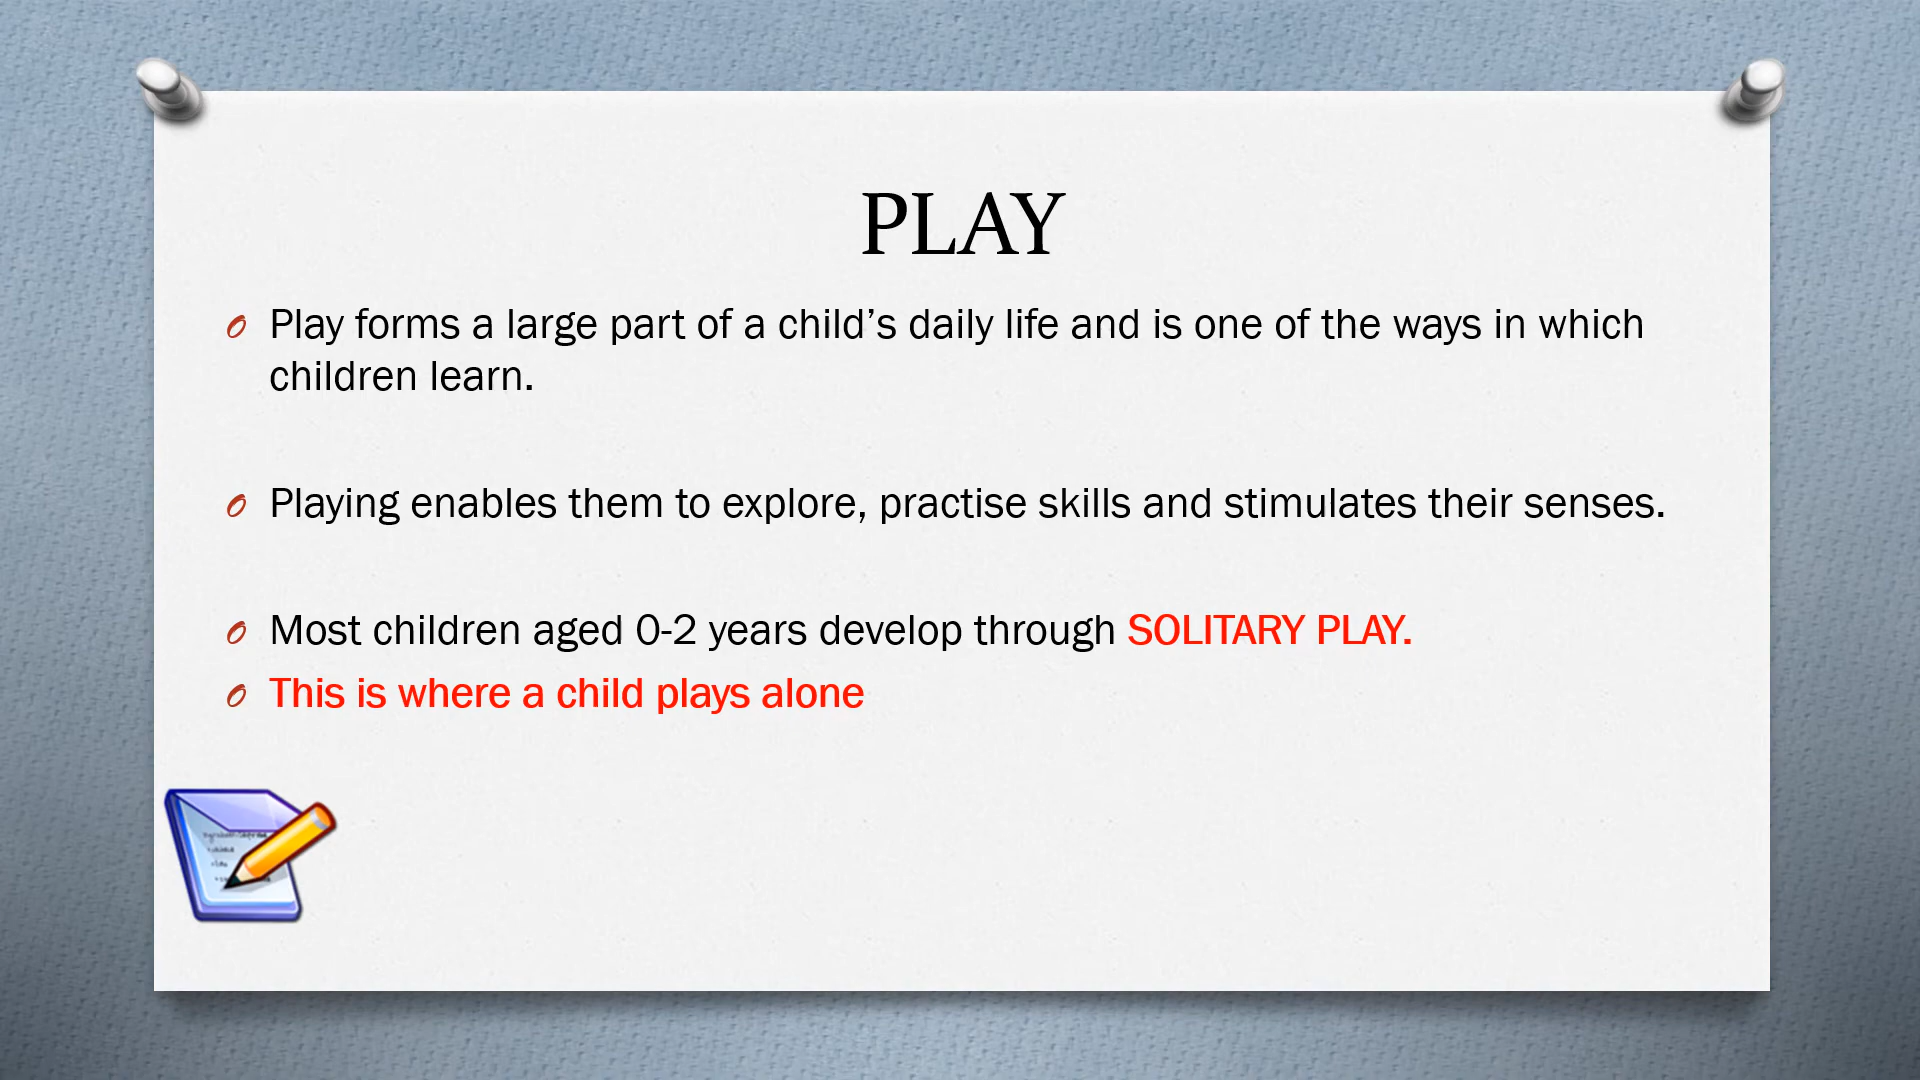 PLAY
Play forms a large part of a child’s daily life and is one of the ways in which
children learn.
Playing enables them to explore, practise skills and stimulates their senses.
Most children aged 0-2 years develop through SOLITARY PLAY.
This is where a child plays alone